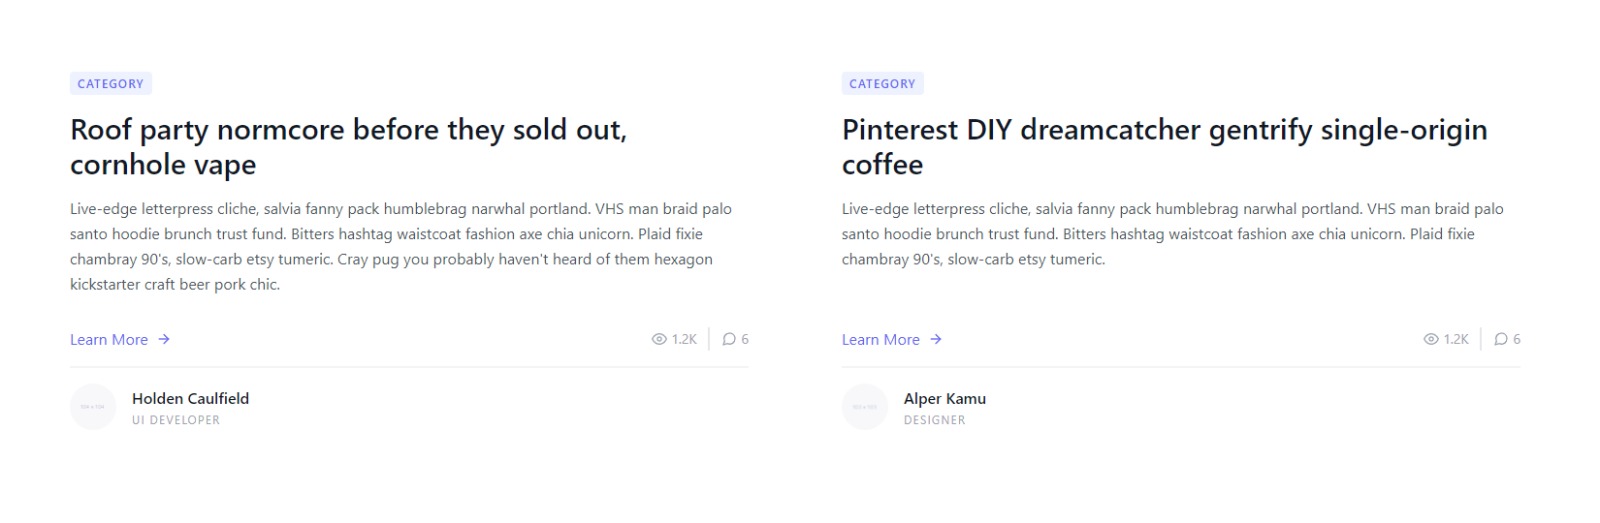 CATEGORY
Roof party normcore before they sold out,
cornhole vape
Live-edge letterpress cliche, salvia fanny pack humblebrag narwhal portland. VHS man braid palo
santo hoodie brunch trust fund. Bitters hashtag waistcoat fashion axe chia unicorn. Plaid fixie
chambray 90's, slow-carb etsy tumeric. Cray pug you probably haven't heard of them hexagon
kickstarter craft beer pork chic.
Learn More → 1.2K 6
Holden Caulfield
UI DEVELOPER
CATEGORY
Pinterest DIY dreamcatcher gentrify single-origin
coffee
Live-edge letterpress cliche, salvia fanny pack humblebrag narwhal portland. VHS man braid palo
santo hoodie brunch trust fund. Bitters hashtag waistcoat fashion axe chia unicorn. Plaid fixie
chambray 90's, slow-carb etsy tumeric.
Learn More → 1.2K 6
Alper Kamu
DESIGNER